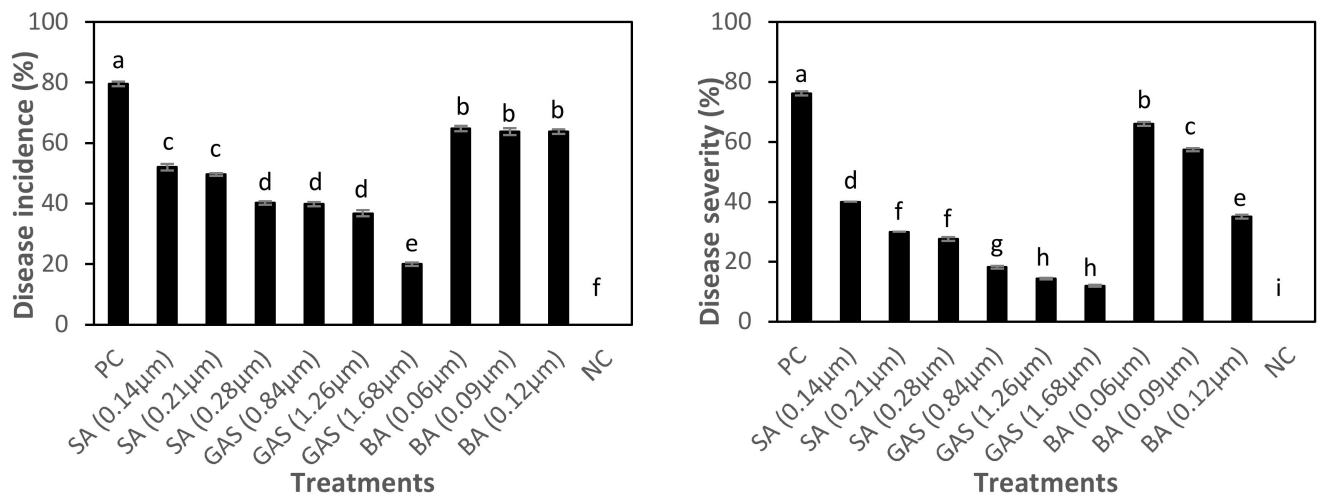 Disease incidence (%)
100
80
60
40
20
0
a
c
c
d
d
d
e
b
b
b
f
PC
SA (0.14µm)
SA (0.21µm)
SA (0.28µm)
GAS (0.84µm)
GAS (1.26µm)
GAS (1.68µm)
BA (0.06µm)
BA (0.09µm)
BA (0.12µm)
NC
Treatments
Disease severity (%)
100
80
60
40
20
0
a
d
f
f
g
h
h
b
c
e
i
PC
SA (0.14µm)
SA (0.21µm)
SA (0.28µm)
GAS (0.84µm)
GAS (1.26µm)
GAS (1.68µm)
BA (0.06µm)
BA (0.09µm)
BA (0.12µm)
NC
Treatments